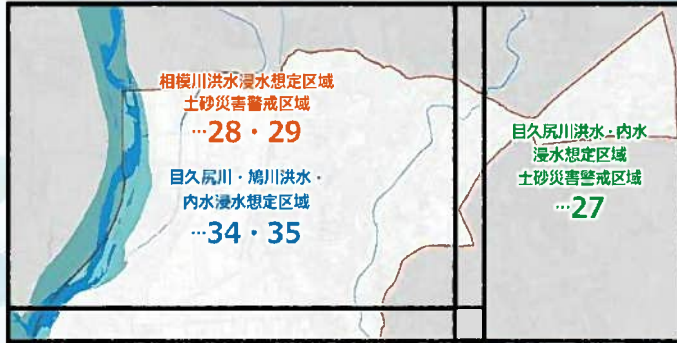 相模川洪水浸水想定区域
土砂災害警戒区域
…28・29
目久尻川・鳩川洪水・
内水浸水想定区域
…34・35
目久尻川洪水・内水
浸水想定区域
土砂災害警戒区域
…27